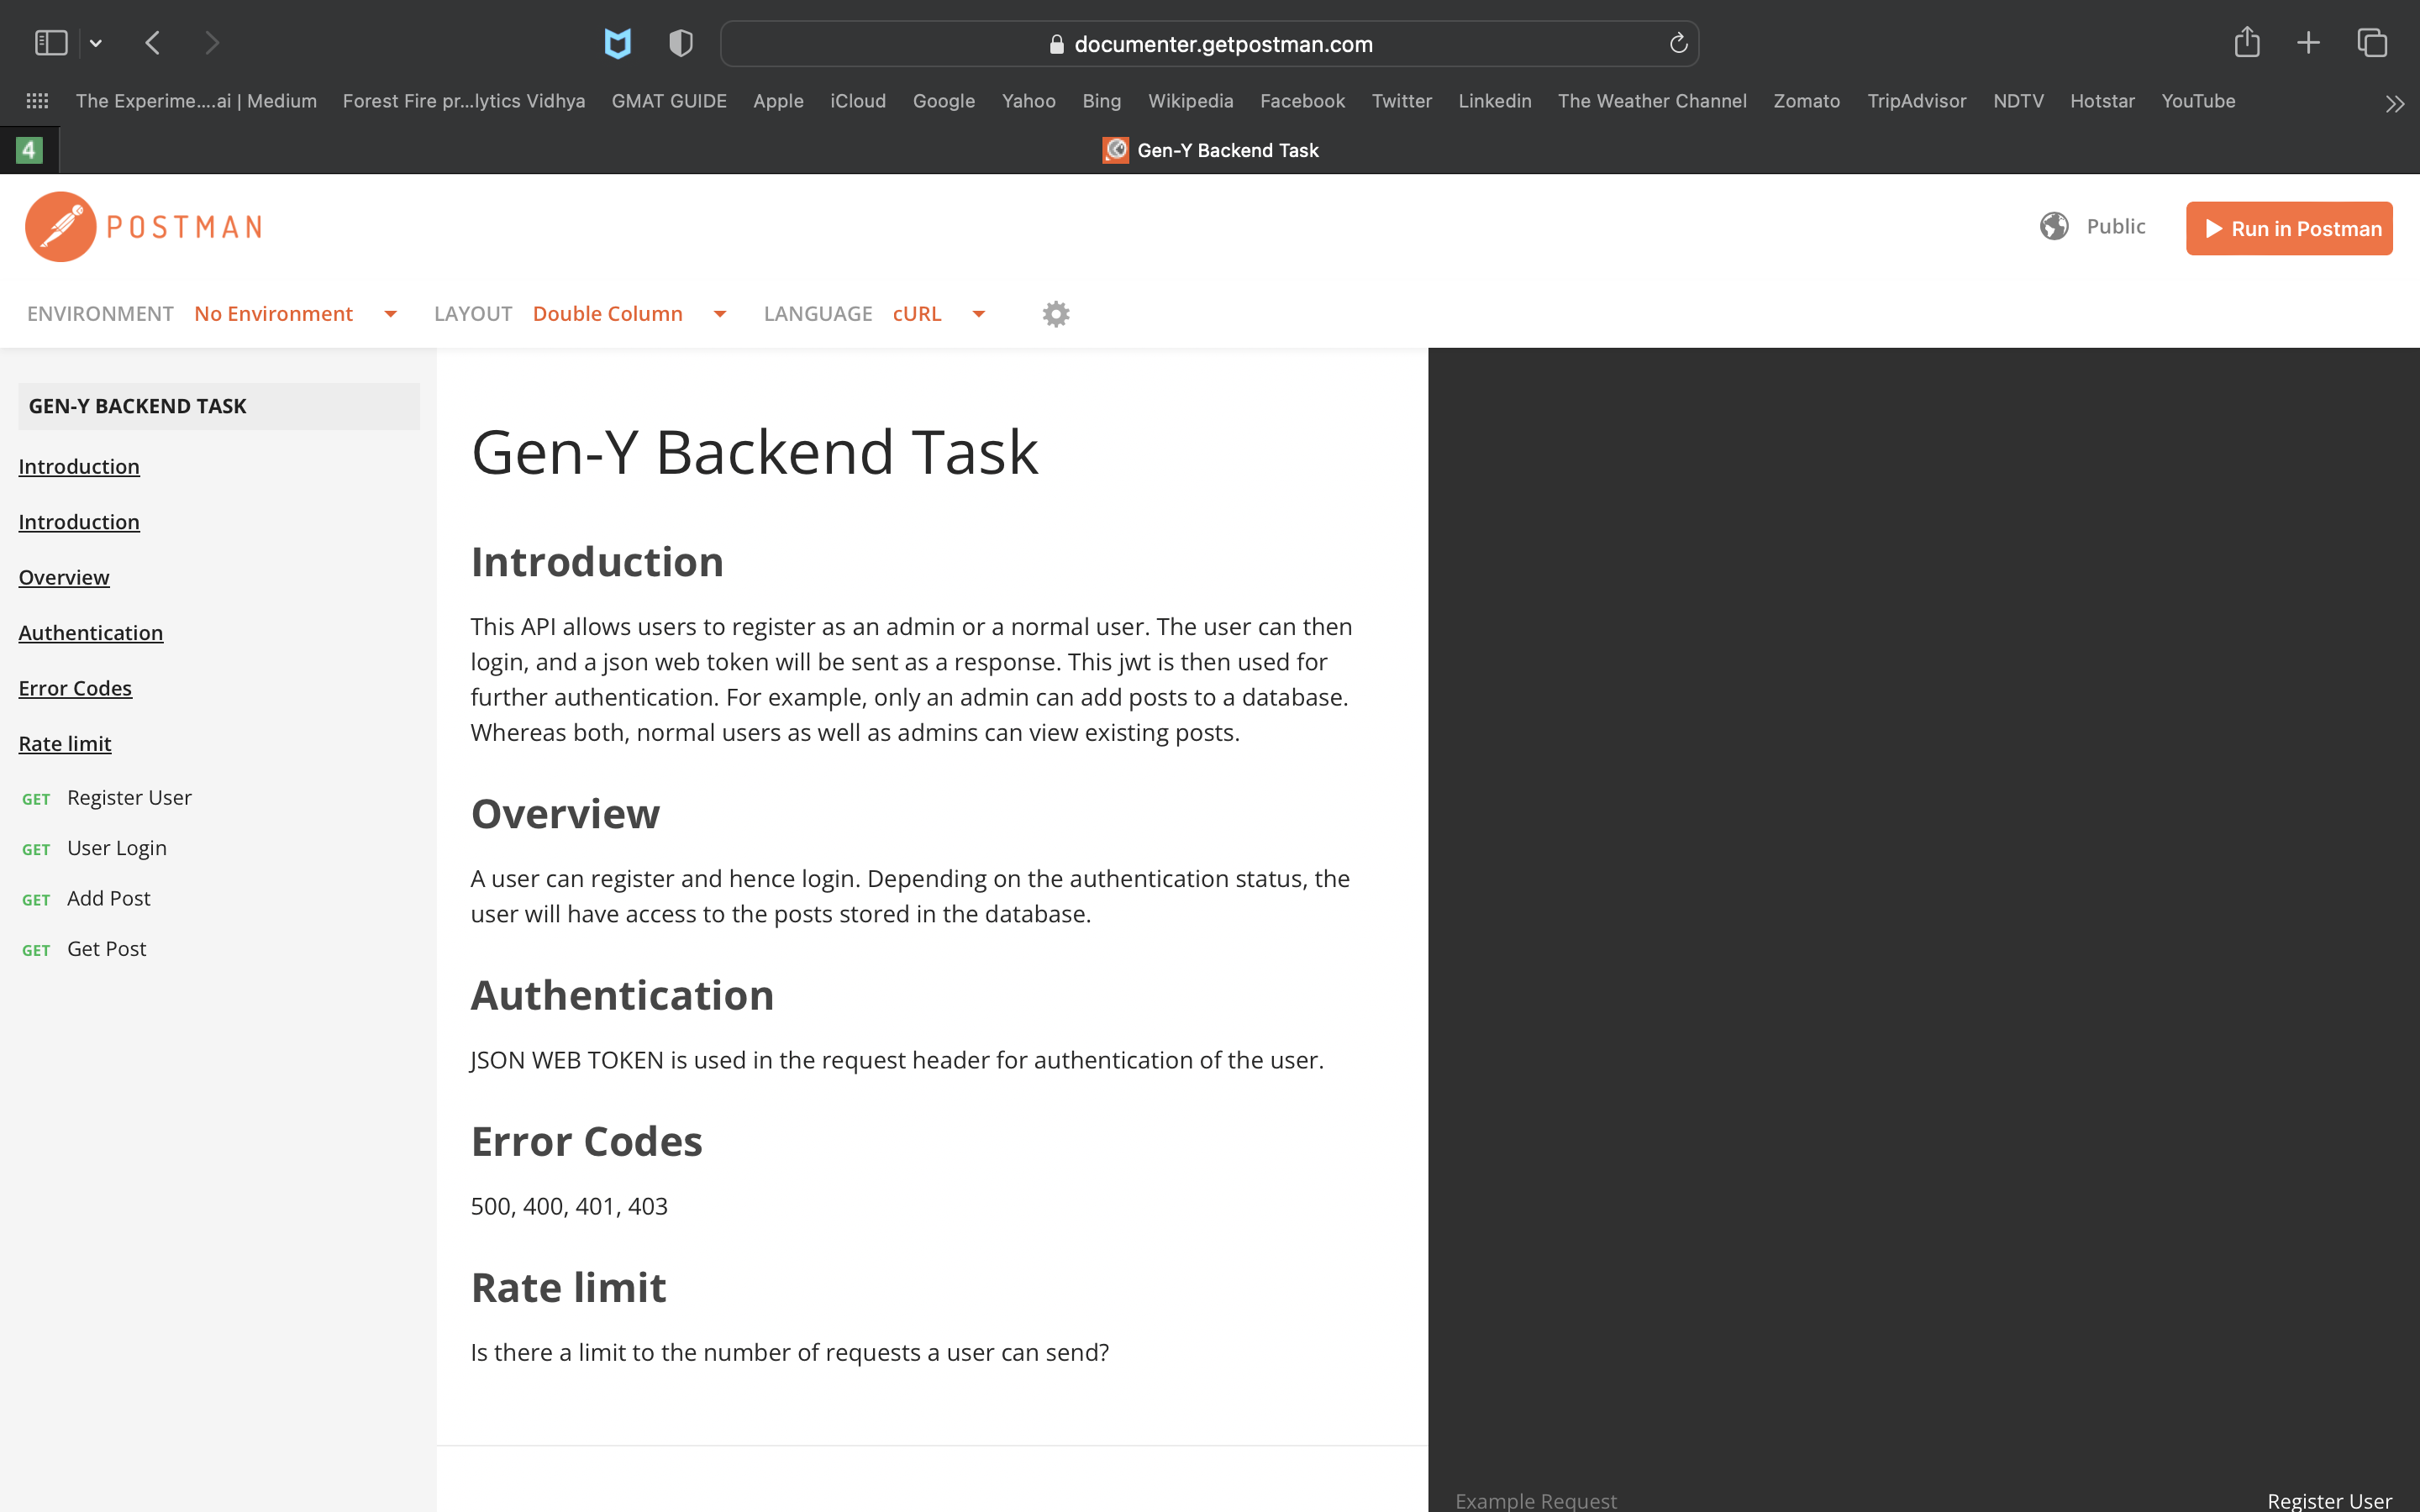 documenter.getpostman.com
The Experime....ai | Medium Forest Fire pr...lytics Vidhya GMAT GUIDE Apple iCloud Google Yahoo Bing Wikipedia Facebook Twitter Linkedin The Weather Channel Zomato TripAdvisor NDTV Hotstar YouTube
4 Gen-Y Backend Task
POSTMAN Public Run in Postman
ENVIRONMENT No Environment LAYOUT Double Column LANGUAGE cURL
GEN-Y BACKEND TASK
Introduction
Introduction
Overview
Authentication
Error Codes
Rate limit
GET Register User
GET User Login
GET Add Post
GET Get Post
Gen-Y Backend Task
Introduction
This API allows users to register as an admin or a normal user. The user can then
login, and a json web token will be sent as a response. This jwt is then used for
further authentication. For example, only an admin can add posts to a database.
Whereas both, normal users as well as admins can view existing posts.
Overview
A user can register and hence login. Depending on the authentication status, the
user will have access to the posts stored in the database.
Authentication
JSON WEB TOKEN is used in the request header for authentication of the user.
Error Codes
500, 400, 401, 403
Rate limit
Is there a limit to the number of requests a user can send?
Example Request Register User